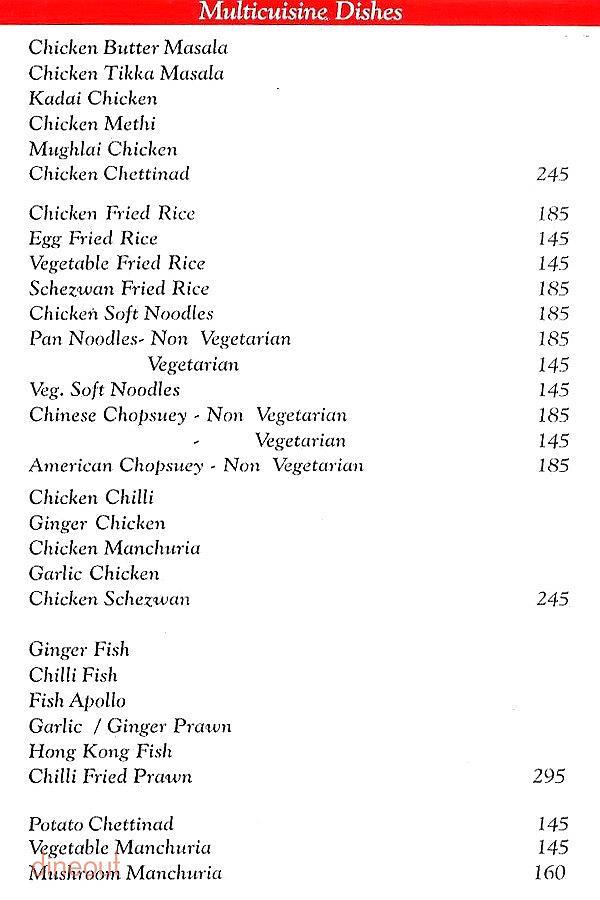 Multicuisine Dishes
Chicken Butter Masala
Chicken Tikka Masala
Kadai Chicken
Chicken Methi
Mughlai Chicken
Chicken Chettinad 245
Chicken Fried Rice 185
Egg Fried Rice 145
Vegetable Fried Rice 145
Schezwan Fried Rice 185
Chicken Soft Noodles 185
Pan Noodles- Non Vegetarian 185
Vegetarian 145
Veg. Soft Noodles 145
Chinese Chopsuey - Non Vegetarian 185
- Vegetarian 145
American Chopsuey - Non Vegetarian 185
Chicken Chilli
Ginger Chicken
Chicken Manchuria
Garlic Chicken
Chicken Schezwan 245
Ginger Fish
Chilli Fish
Fish Apollo
Garlic / Ginger Prawn
Hong Kong Fish
Chilli Fried Prawn 295
Potato Chettinad 145
Vegetable Manchuria 145
dineout
Mushroom Manchuria 160